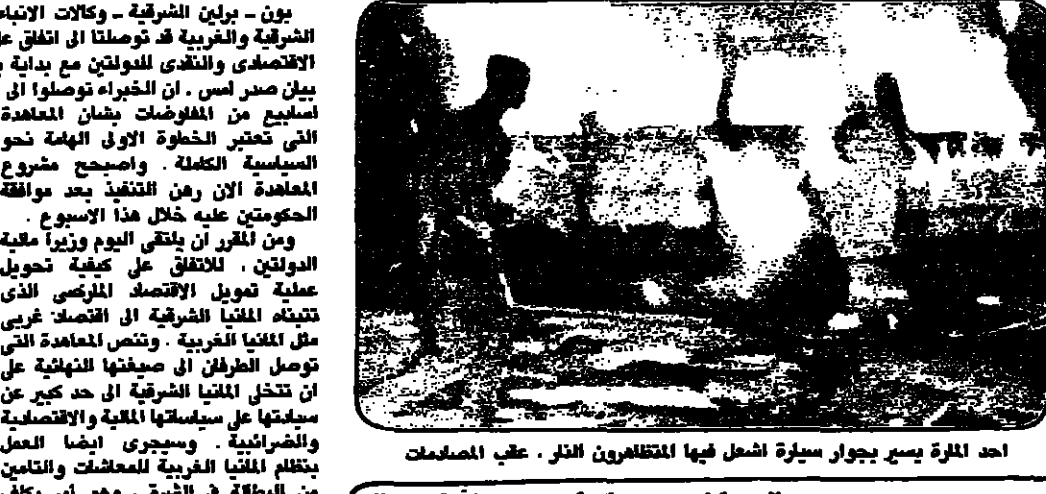 بون ـ برلين الشرقية ـ وكالات الانباء
الشرقية والغربية قد توصلتا الى اتفاق
الاقتصادى والنقدى للدولتين مع بداية
بيان صدر امس . ان الخبراء توصلوا الى
اسابيع من المفاوضات بشان المعاهدة
التى تعتبر الخطوة الاولى الهامة نحو
السياسية الكاملة . واصبح مشروع
المعاهدة الان رهن التنفيذ بعد موافقة
الحكومتين عليه خلال هذا الاسبوع .
ومن المقرر ان يلتقى اليوم وزيرا مالية
الدولتين ، للاتفاق على كيفية تحويل
عملية تمويل الاقتصاد الماركسى الذى
تتبناه المانيا الشرقية الى اقتصاد غربى
مثل المانيا الغربية . وتنص المعاهدة التى
توصل الطرفان الى صيغتها النهائية على
ان تتخلى المانيا الشرقية الى حد كبير عن
سيادتها على سياساتها المالية والاقتصادية
والضرائبية . وسيجرى ايضا العمل
بنظام المانيا الغربية للمعاشات والتامين
احد المارة يسير بجوار سيارة اشعل فيها المتظاهرون النار ، عقب المصادمات